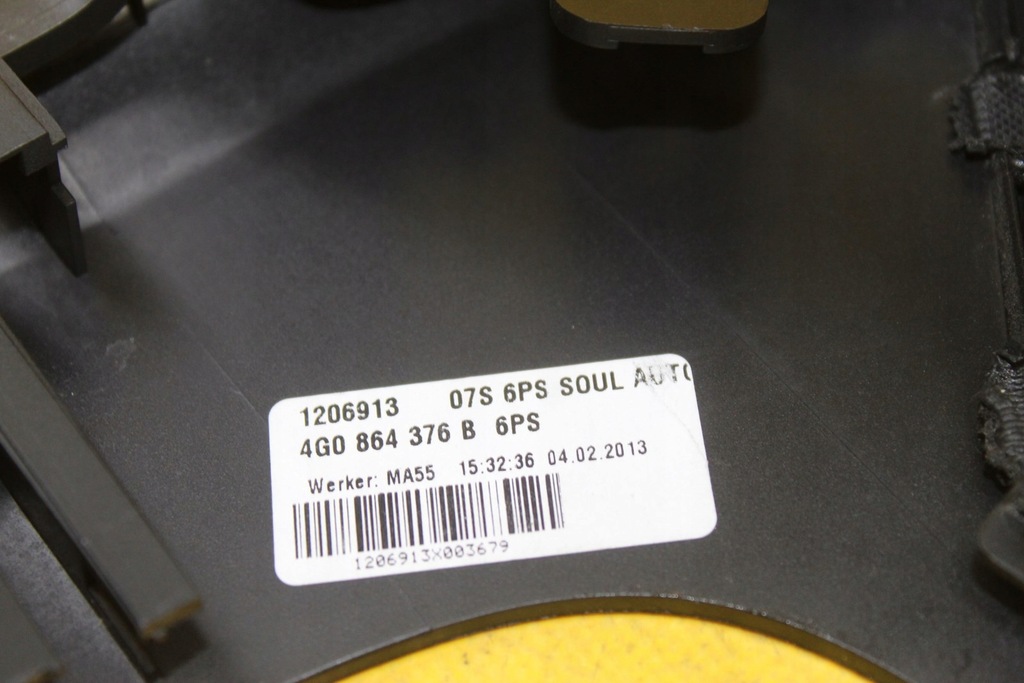 1206913 07S 6PS SOUL AUTO
4G0 864 376 B 6PS
Werker: MA55 15:32:36 04.02.2013
1206913X003679